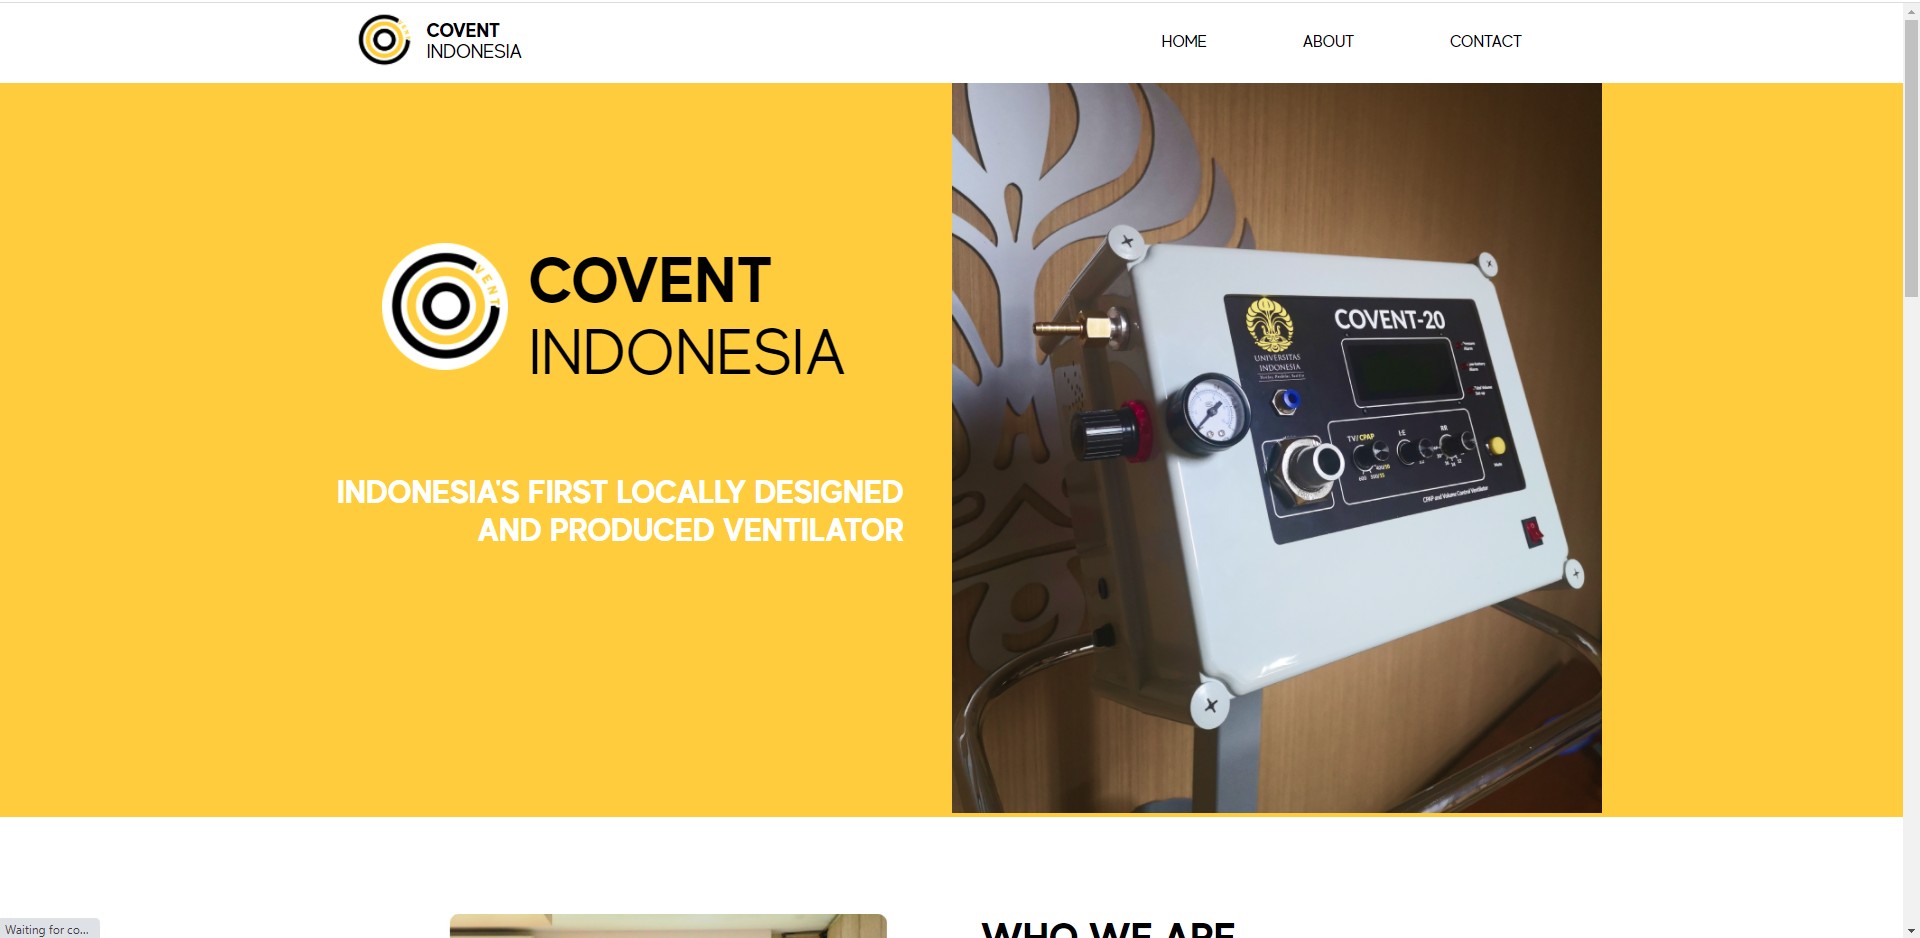 COVENT
INDONESIA
HOME
ABOUT
CONTACT
VENT
COVENT
INDONESIA
INDONESIA'S FIRST LOCALLY DESIGNED
AND PRODUCED VENTILATOR
UNIVERSITAS
INDONESIA
COVENT-20
TV/CPAP
I:E
RR
CPAP and Volume Control Ventilator
WHO WE ARE
Waiting for co...